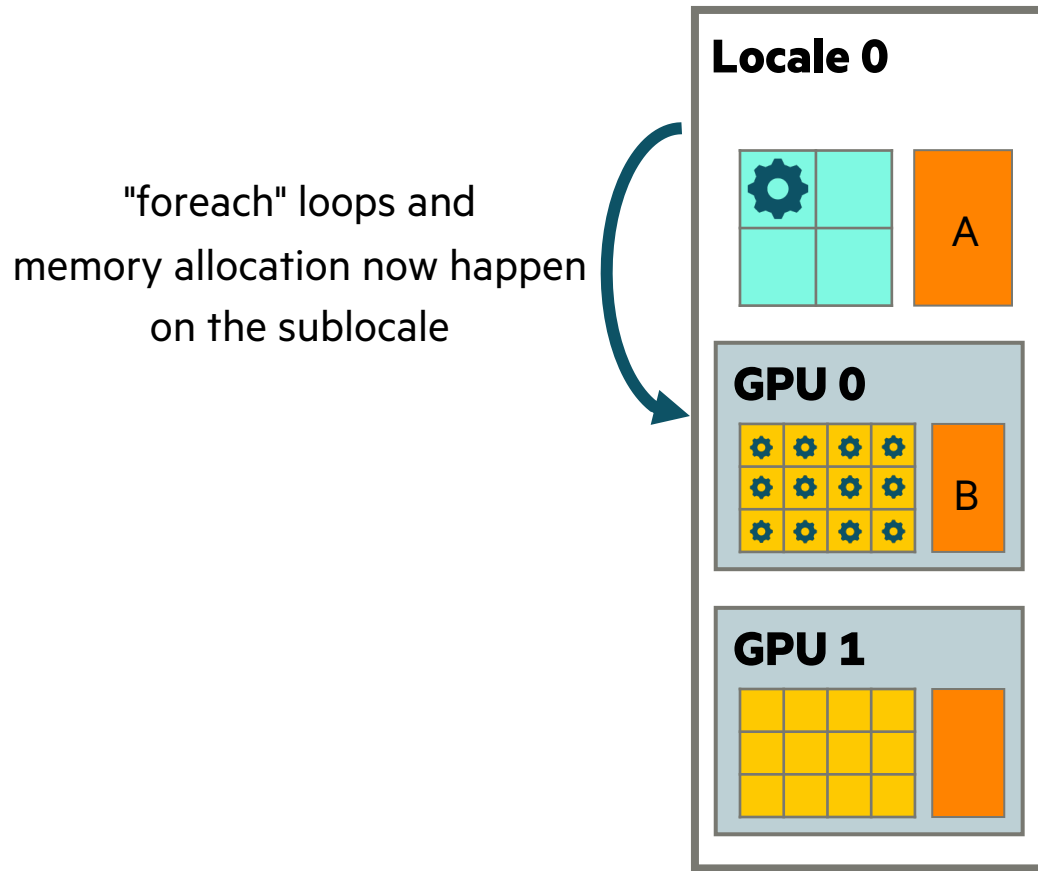 Locale 0
"foreach" loops and
memory allocation now happen
on the sublocale
A
GPU 0
B
GPU 1